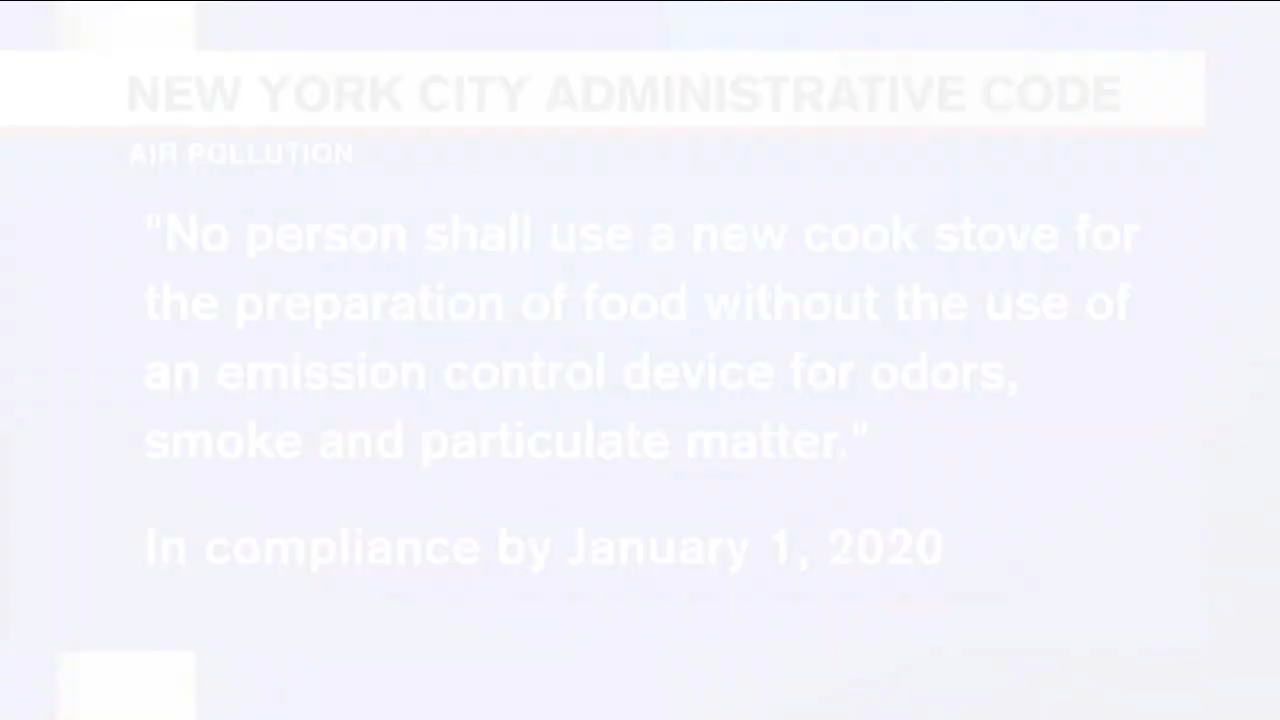 NEW YORK CITY ADMINISTRATIVE CODE
AIR POLLUTION
"No person shall use a new cook stove for
the preparation of food without the use of
an emission control device for odors,
smoke and particulate matter."
In compliance by January 1, 2020